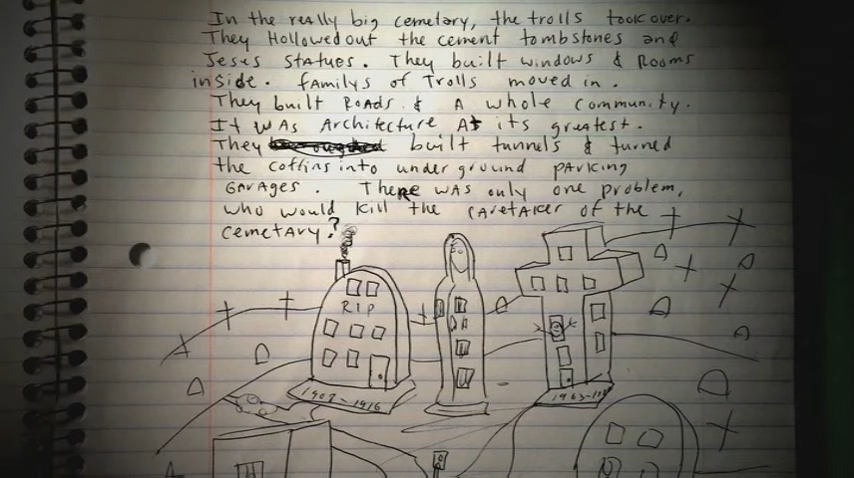 In the really big cemetary, the trolls took over.
They Hollowed out the cement tombstones and
Jesus statues. They built windows & Rooms
inside. familys of Trolls moved in.
They built Roads & A whole community.
It was Architecture At its greatest.
They built tunnels & turned
the coffins into under ground parking
Garages. There was only one problem,
who would kill the caretaker of the
cemetary?
RIP
1907-1916
1963-